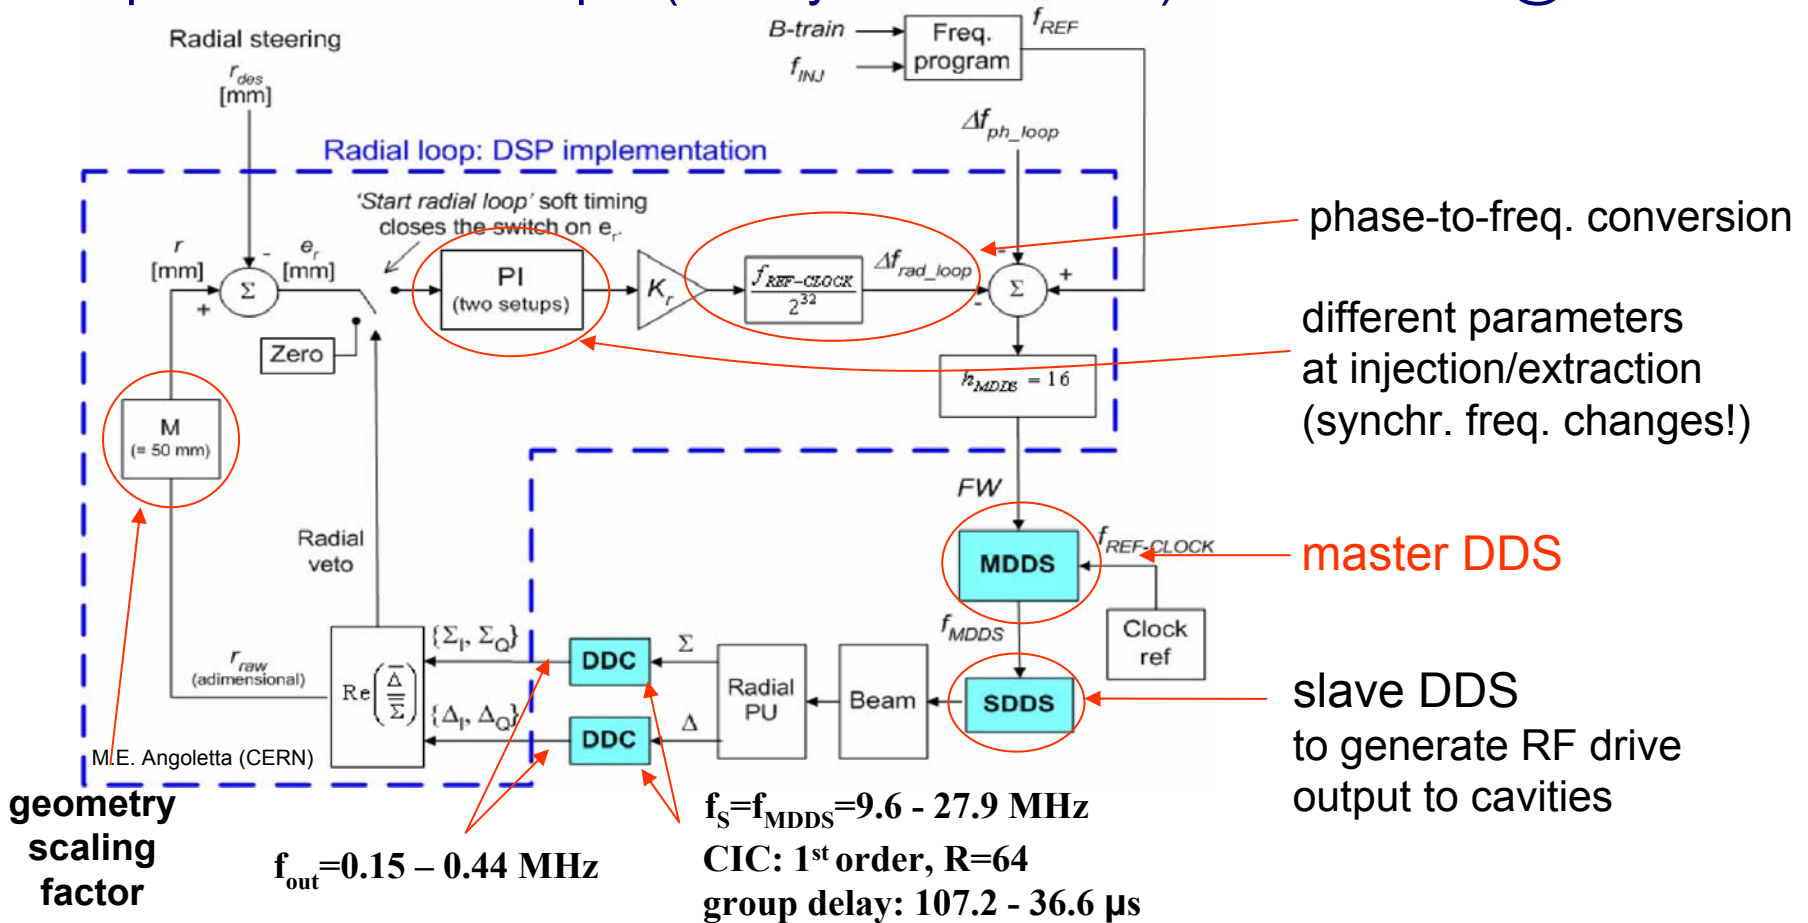 Radial steering
r_des
[mm]
B-train
f_INJ
Freq.
program
f_REF
Δf_ph_loop
Radial loop: DSP implementation
'Start radial loop' soft timing
closes the switch on e_r.
r
[mm]
+
-
Σ
e_r
[mm]
Zero
PI
(two setups)
K_r
f_REF-CLOCK
2^32
Δf_rad_loop
-
-
+
Σ
h_MDDS = 16
phase-to-freq. conversion
different parameters
at injection/extraction
(synchr. freq. changes!)
M
(= 50 mm)
FW
MDDS
f_REF-CLOCK
master DDS
Clock
ref
f_MDDS
SDDS
slave DDS
to generate RF drive
output to cavities
Radial
veto
r_raw
(adimensional)
Re(Δ/Σ)
{Σ_I, Σ_Q}
{Δ_I, Δ_Q}
DDC
DDC
Σ
Δ
Radial
PU
Beam
M.E. Angoletta (CERN)
geometry
scaling
factor
f_out=0.15 – 0.44 MHz
f_S=f_MDDS=9.6 - 27.9 MHz
CIC: 1st order, R=64
group delay: 107.2 - 36.6 µs